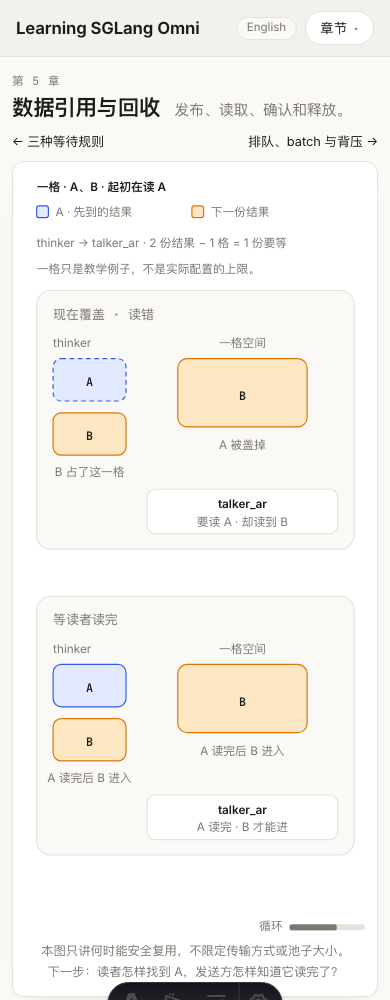 Learning SGLang Omni
English
章节
第 5 章
数据引用与回收 发布、读取、确认和释放。
← 三种等待规则
排队、batch 与背压 →
一格 · A、B · 起初在读 A
A · 先到的结果
下一份结果
thinker → talker_ar · 2 份结果 − 1 格 = 1 份要等
一格只是教学例子，不是实际配置的上限。
现在覆盖 · 读错
thinker
一格空间
A
B
B
A 被盖掉
B 占了这一格
talker_ar
要读 A · 却读到 B
等读者读完
thinker
一格空间
A
B
B
A 读完后 B 进入
A 读完后 B 进入
talker_ar
A 读完 · B 才能进
循环
本图只讲何时能安全复用，不限定传输方式或池子大小。
下一步：读者怎样找到 A，发送方怎样知道它读完了？